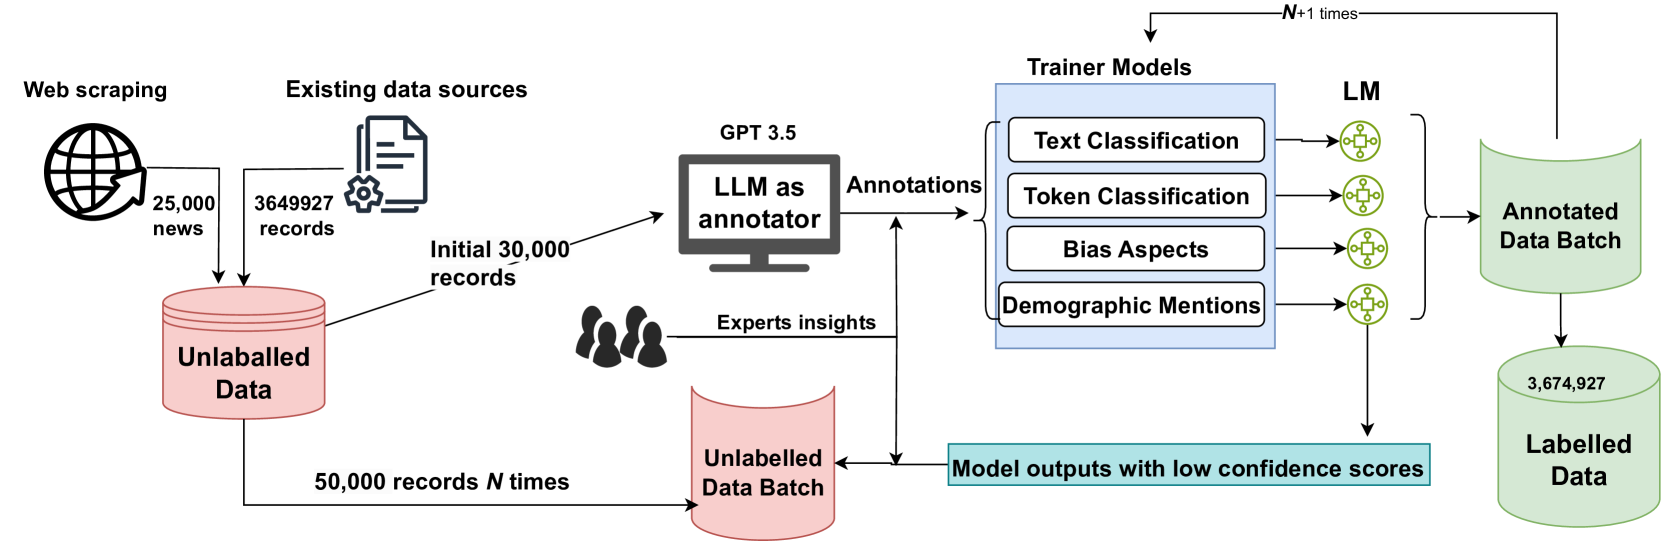 N+1 times
Trainer Models
Web scraping
Existing data sources
LM
GPT 3.5
LLM as
annotator
Annotations
Text Classification
Token Classification
Bias Aspects
Demographic Mentions
25,000
news
3649927
records
Initial 30,000
records
Annotated
Data Batch
Experts insights
Unlaballed
Data
3,674,927
Labelled
Data
Unlabelled
Data Batch
Model outputs with low confidence scores
50,000 records N times